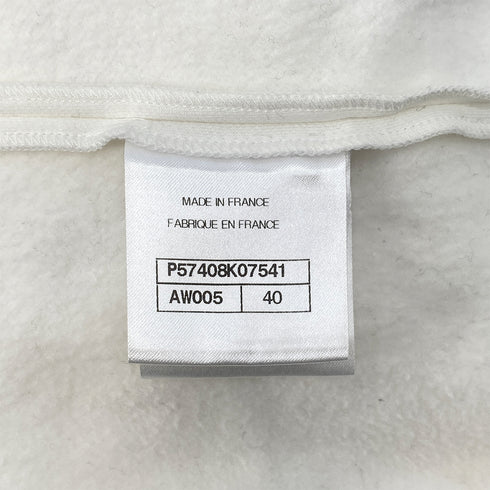 MADE IN FRANCE
FABRIQUE EN FRANCE
P57408K07541
AW005 40